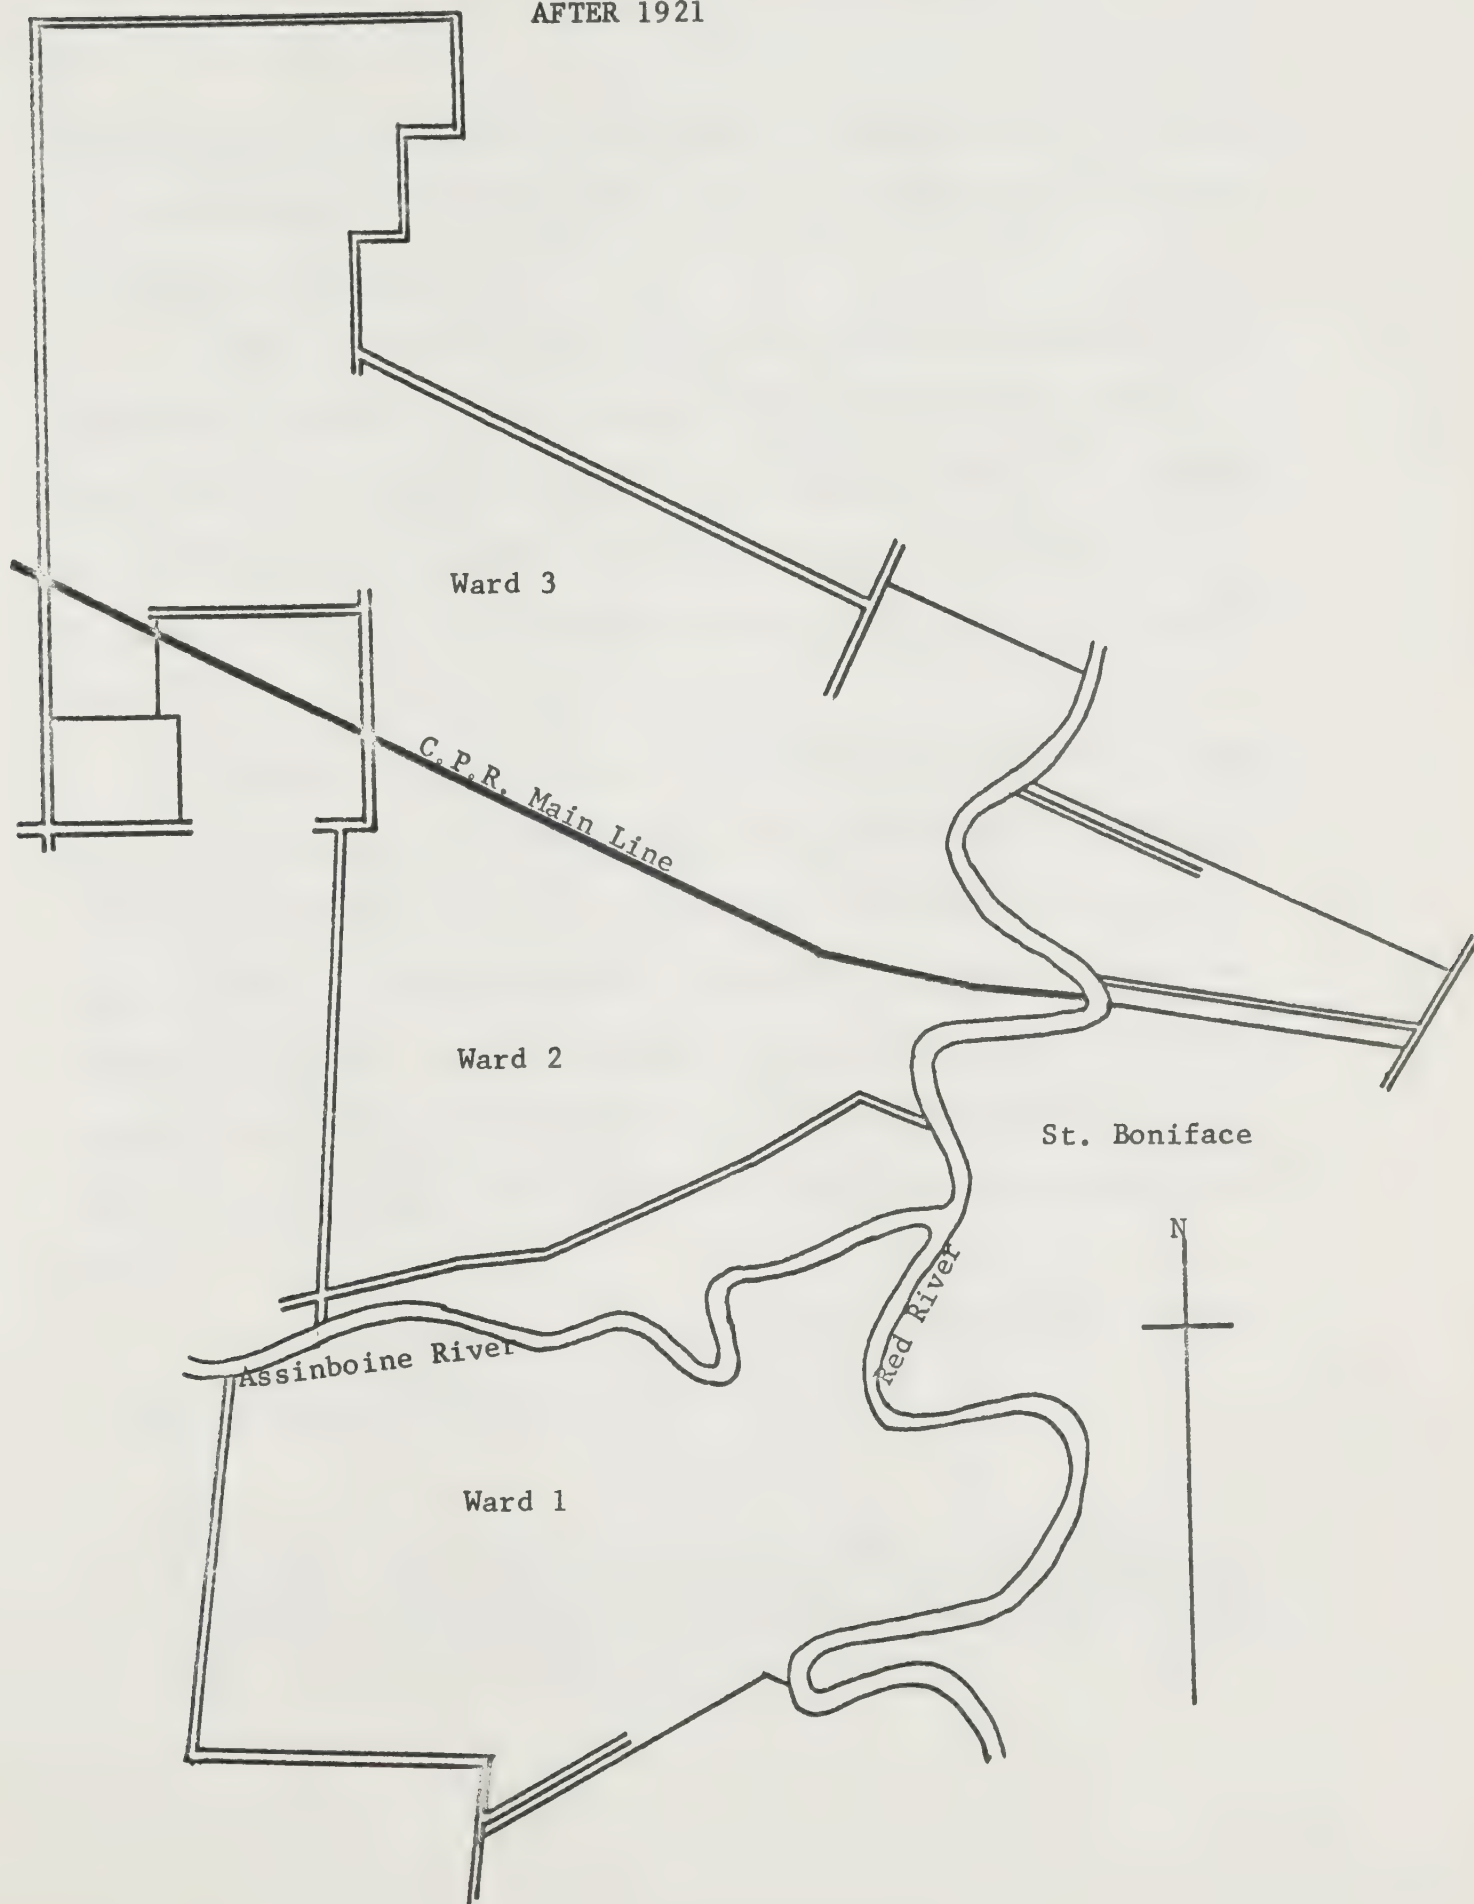 AFTER 1921
Ward 3
C.P.R. Main Line
Ward 2
St. Boniface
N
Red River
Assinboine River
Ward 1